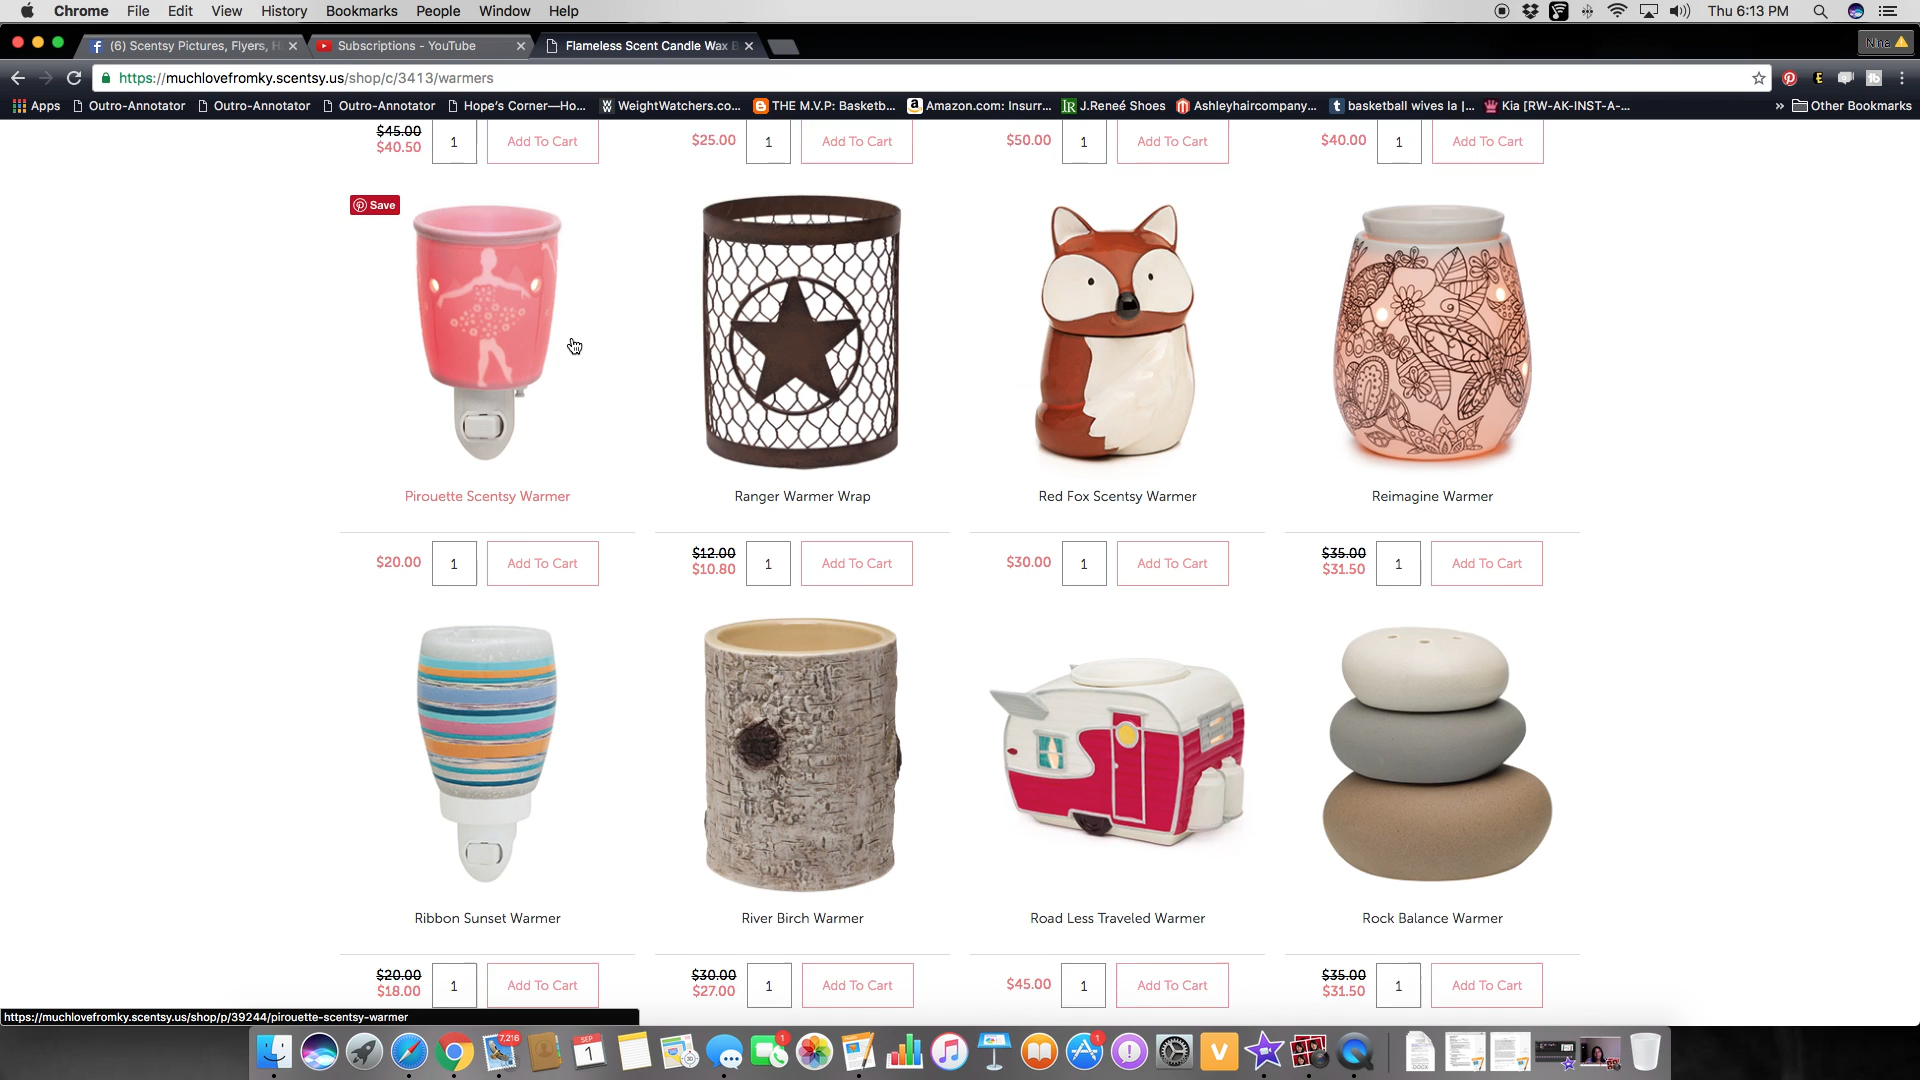 Chrome File Edit View History Bookmarks People Window Help Thu 6:13 PM
(6) Scentsy Pictures, Flyers, H Subscriptions - YouTube Flameless Scent Candle Wax B Nina
https://muchlovefromky.scentsy.us/shop/c/3413/warmers
Apps Outro-Annotator Outro-Annotator Outro-Annotator Hope's Corner—Ho... WeightWatchers.co... THE M.V.P: Basketb... Amazon.com: Insurr... J.Reneé Shoes Ashleyhaircompany... basketball wives la |... Kia [RW-AK-INST-A-... » Other Bookmarks
$45.00
$40.50 1 Add To Cart $25.00 1 Add To Cart $50.00 1 Add To Cart $40.00 1 Add To Cart
Save
Pirouette Scentsy Warmer Ranger Warmer Wrap Red Fox Scentsy Warmer Reimagine Warmer
$12.00 $35.00
$20.00 1 Add To Cart $10.80 1 Add To Cart $30.00 1 Add To Cart $31.50 1 Add To Cart
Ribbon Sunset Warmer River Birch Warmer Road Less Traveled Warmer Rock Balance Warmer
$20.00 $30.00 $35.00
$18.00 1 Add To Cart $27.00 1 Add To Cart $45.00 1 Add To Cart $31.50 1 Add To Cart
https://muchlovefromky.scentsy.us/shop/p/39244/pirouette-scentsy-warmer
7,216 SEP 1 1 1